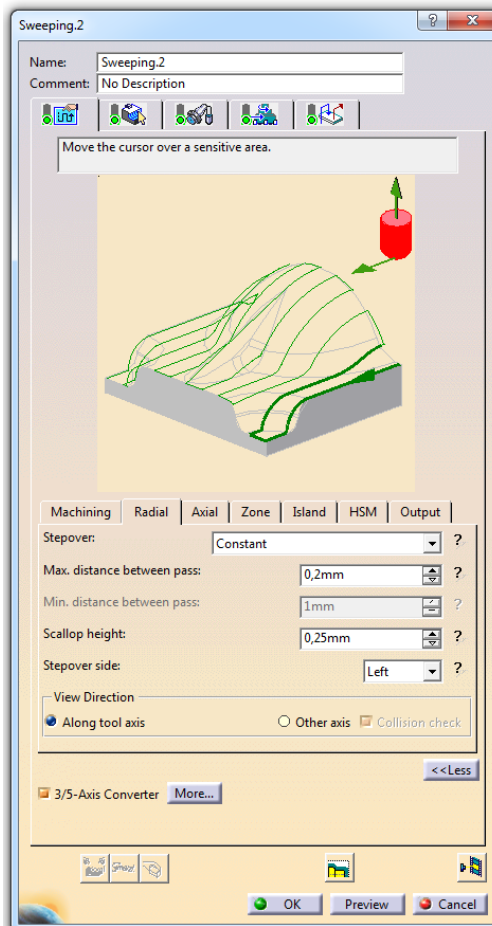 Sweeping.2
Name: Sweeping.2
Comment: No Description
Move the cursor over a sensitive area.
Machining Radial Axial Zone Island HSM Output
Stepover: Constant ?
Max. distance between pass: 0,2mm ?
Min. distance between pass: 1mm ?
Scallop height: 0,25mm ?
Stepover side: Left ?
View Direction
Along tool axis Other axis Collision check
<<Less
3/5-Axis Converter More...
OK Preview Cancel